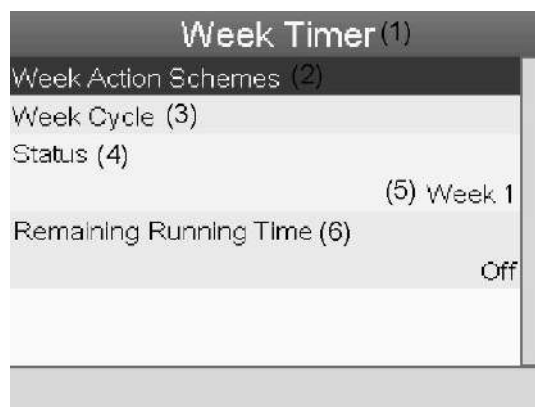 Week Timer (1)
Week Action Schemes (2)
Week Cycle (3)
Status (4)
(5) Week 1
Remaining Running Time (6)
Off